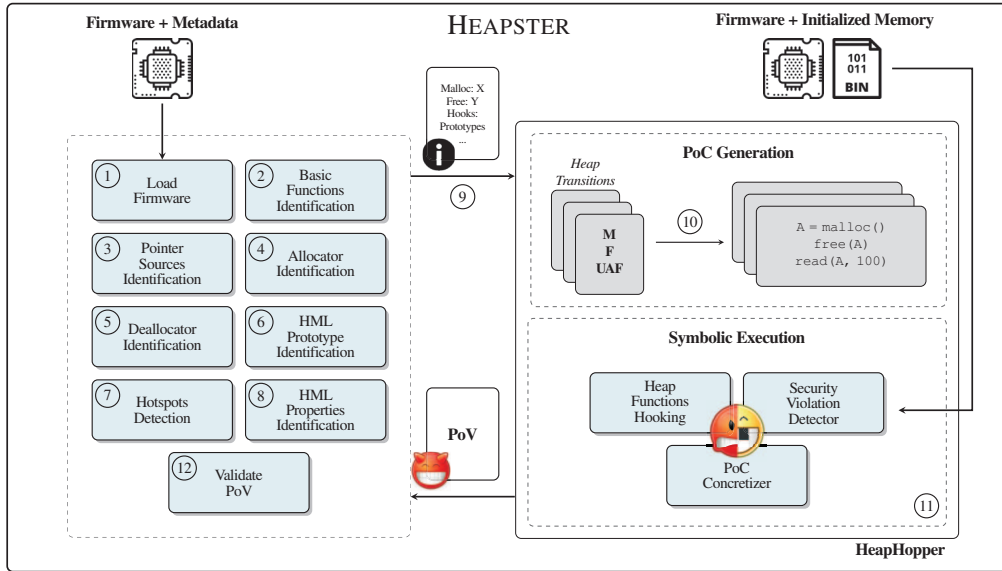 Firmware + Metadata
HEAPSTER
Firmware + Initialized Memory
101
011
BIN
Malloc: X
Free: Y
Hooks:
Prototypes
...
i
9
1
Load
Firmware
2
Basic
Functions
Identification
3
Pointer
Sources
Identification
4
Allocator
Identification
5
Deallocator
Identification
6
HML
Prototype
Identification
7
Hotspots
Detection
8
HML
Properties
Identification
12
Validate
PoV
PoV
PoC Generation
Heap
Transitions
M
F
UAF
10
A = malloc()
free(A)
read(A, 100)
Symbolic Execution
Heap
Functions
Hooking
Security
Violation
Detector
PoC
Concretizer
11
HeapHopper